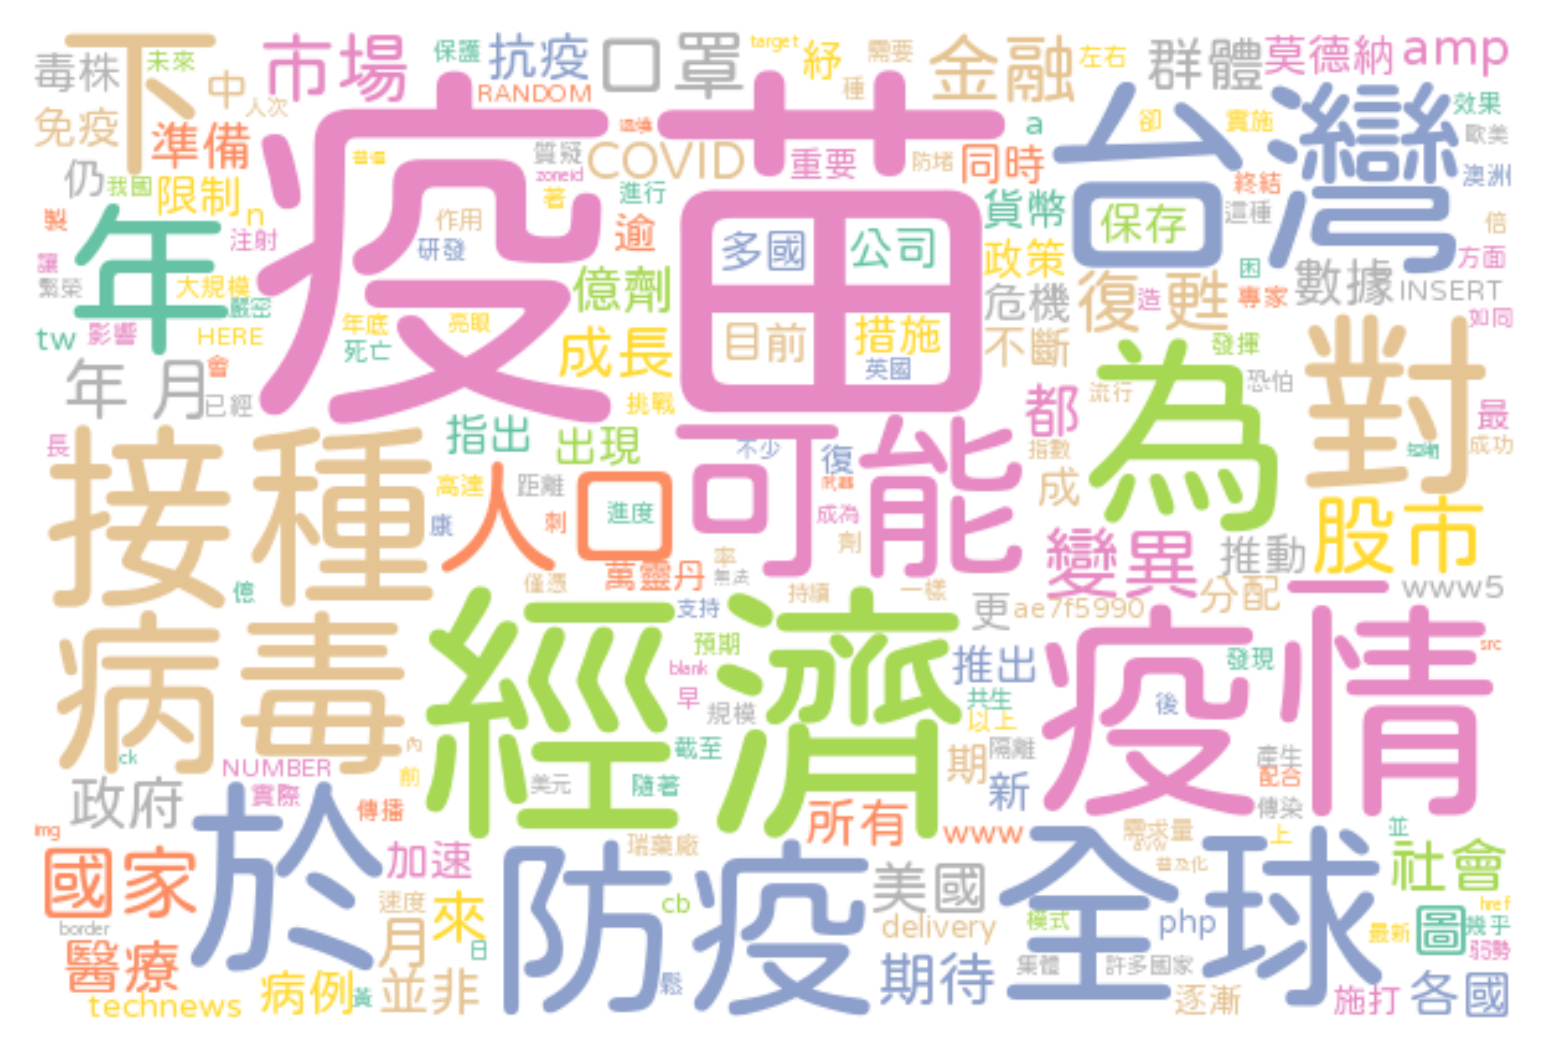 下 市場 保護 抗疫 口罩 target 紓 需要 金融 左右 群體 莫德納 amp
毒株 未來 中 人次 RANDOM 種 效果
免疫 準備 疫苗 質疑 COVID 重要 防堵 同時 a 台灣 卻 實施 歐美
仍 我國 限制 n zoneid 進行 終結 澳洲
製 年 注射 作用 著 逾 多國 公司 貨幣 保存 這種 倍
讓 研發 政策 方面
繁榮 大規模 嚴密 億劑 危機 復甦 造 困 專家 數據 INSERT
tw 影響 HERE 年底 亮眼 成長 目前 措施 不斷 發揮 如同
年 月 會 死亡 英國 為 恐怕 對
已經 挑戰 都 流行 最
長 接種 指出 出現 可能 不少 復 指數 成功
高達 距離 人口 進度 成為 成 股市
康 刺 劑 變異 推動
億 僅憑 萬靈丹 率 無法 持續 一樣 分配 www5
病毒 經濟 支持 更 ae7f5990 疫情
預期 blank 推出 發現 src
早 規模 共生 以上 後
ck 內 截至 期 隔離 產生
政府 NUMBER 前 美元 隨著 新 配合
實際 傳播 所有 www 傳染
img 於 加速 防疫 瑞藥廠 全球 需求量 上 並
國家 速度 美國 普及化 社會
border 月 來 cb delivery 模式 php 最新 圖 幾乎 href
醫療 日 期待 集體 許多國家 弱勢
technews 病例 黃 並非 鬆 逐漸 施打 各國